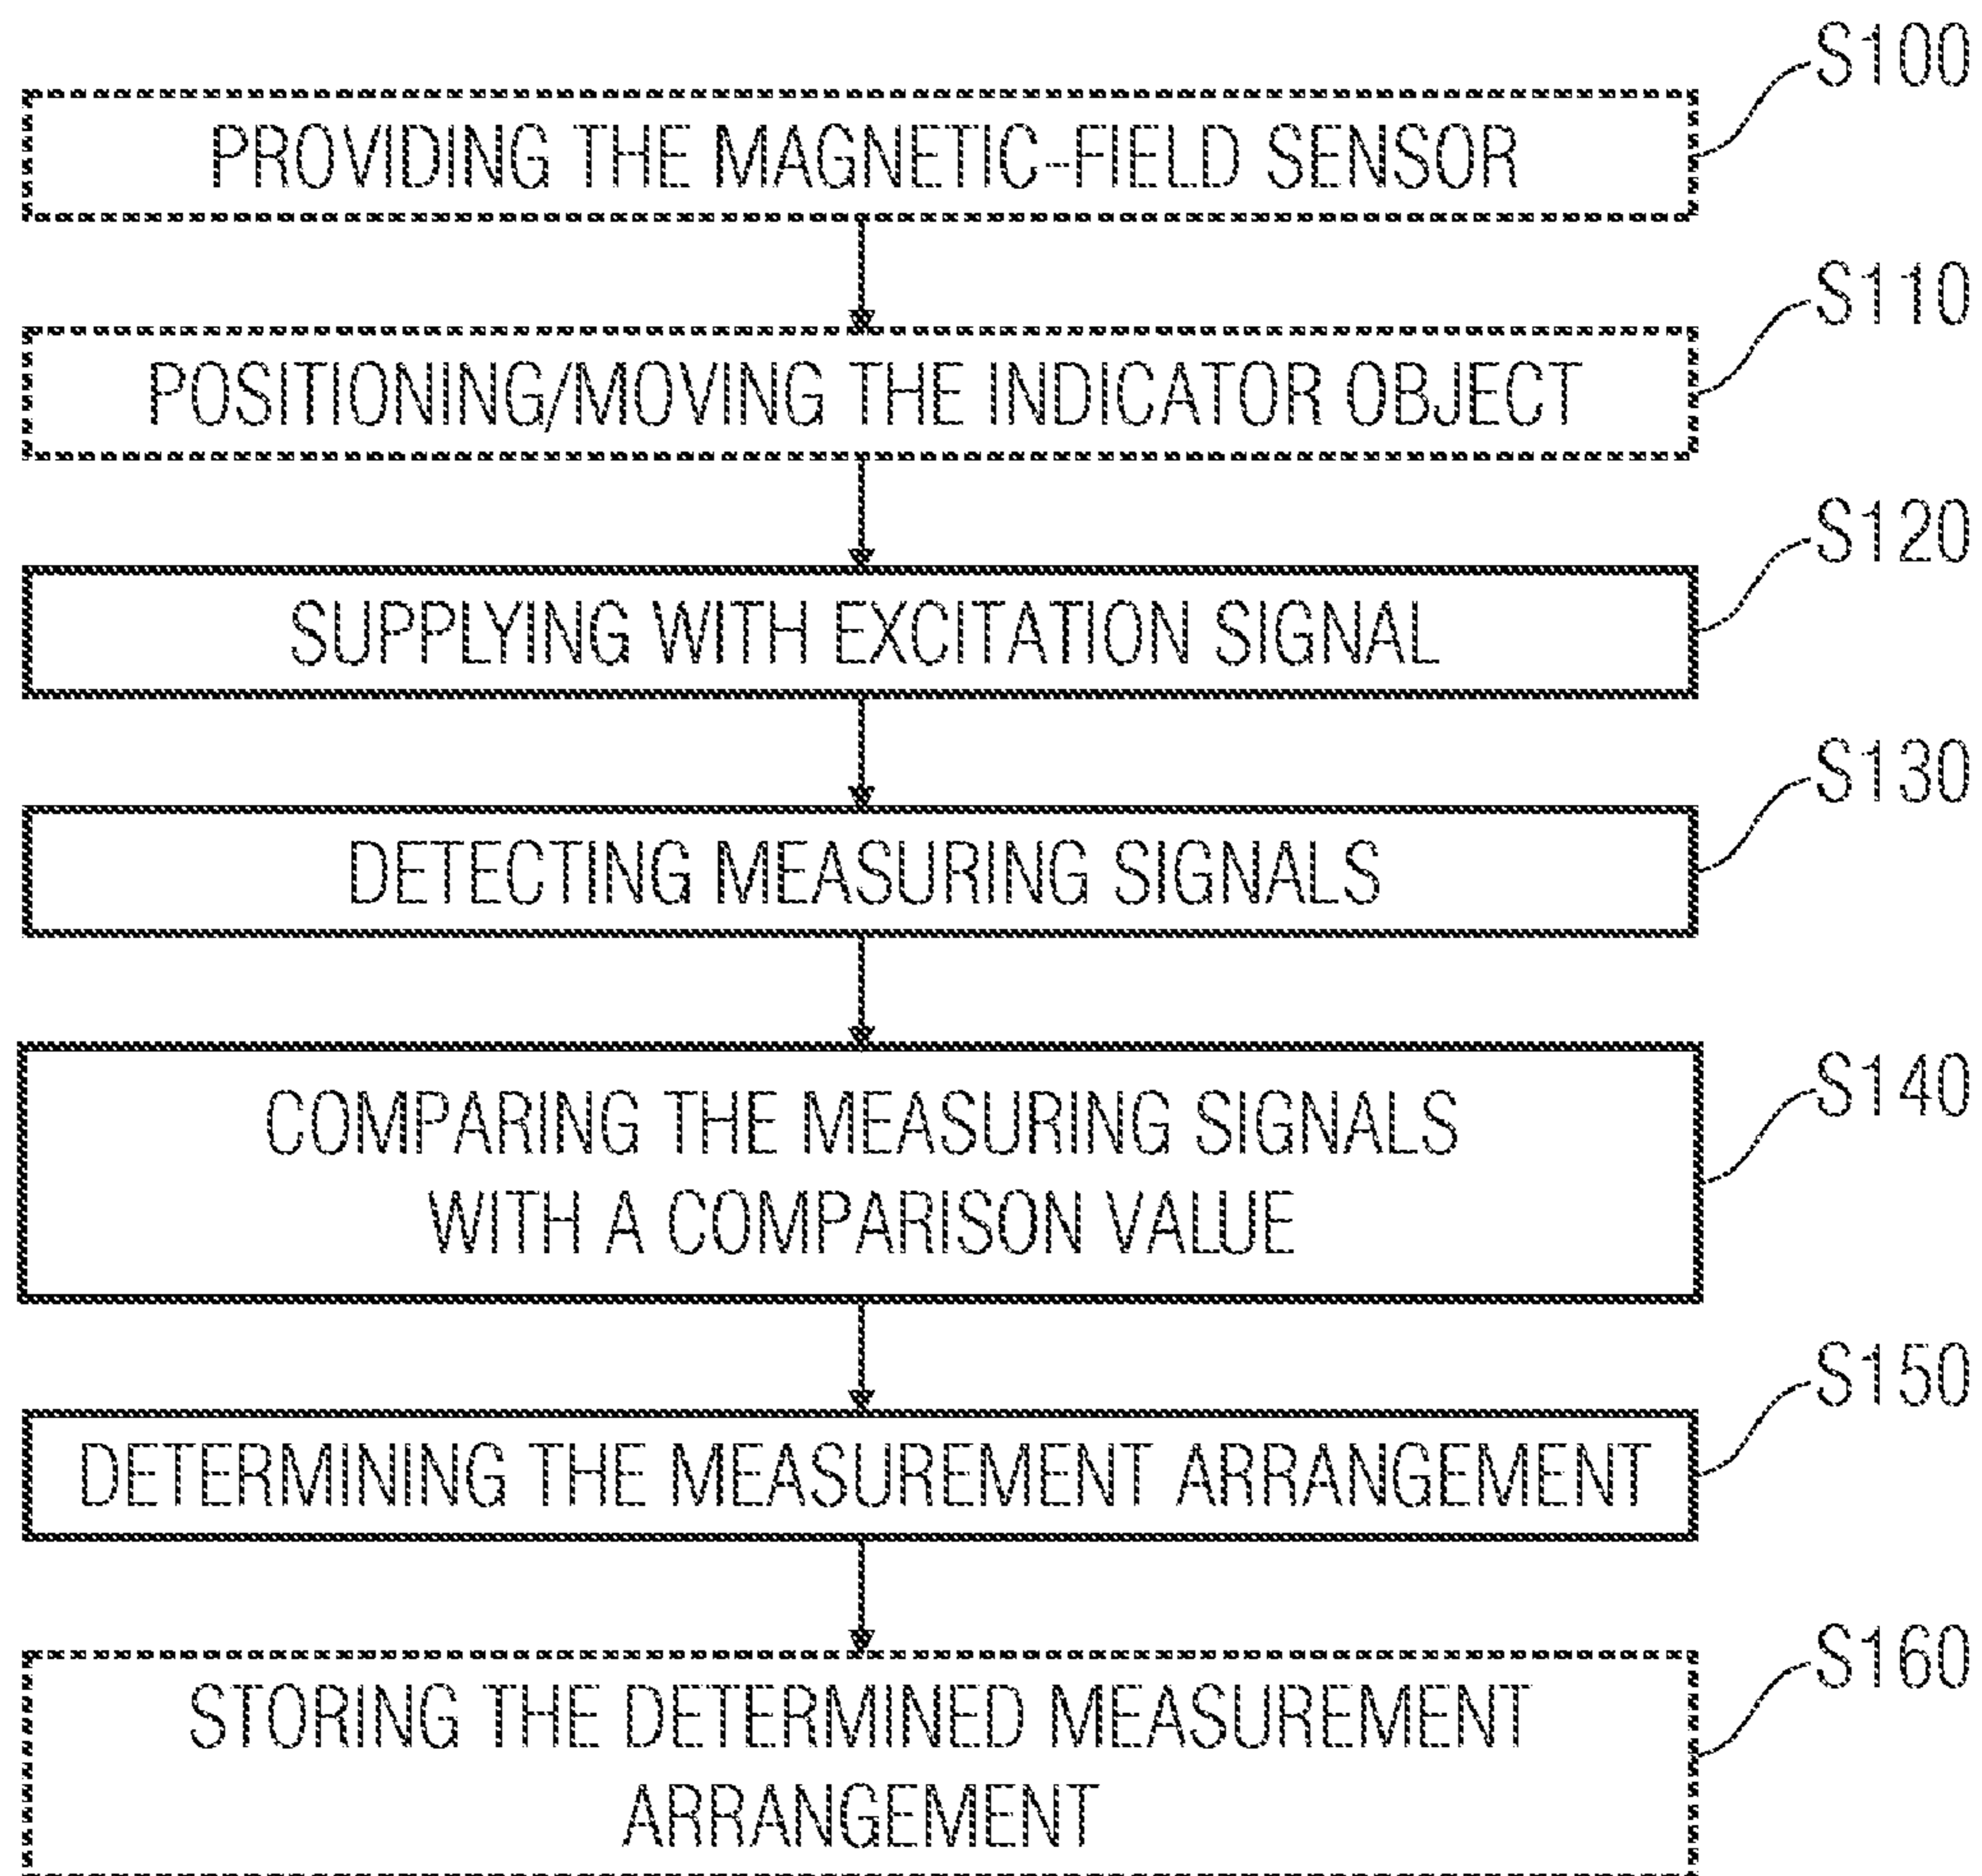 S100
PROVIDING THE MAGNETIC-FIELD SENSOR
S110
POSITIONING/MOVING THE INDICATOR OBJECT
S120
SUPPLYING WITH EXCITATION SIGNAL
S130
DETECTING MEASURING SIGNALS
S140
COMPARING THE MEASURING SIGNALS
WITH A COMPARISON VALUE
S150
DETERMINING THE MEASUREMENT ARRANGEMENT
S160
STORING THE DETERMINED MEASUREMENT
ARRANGEMENT